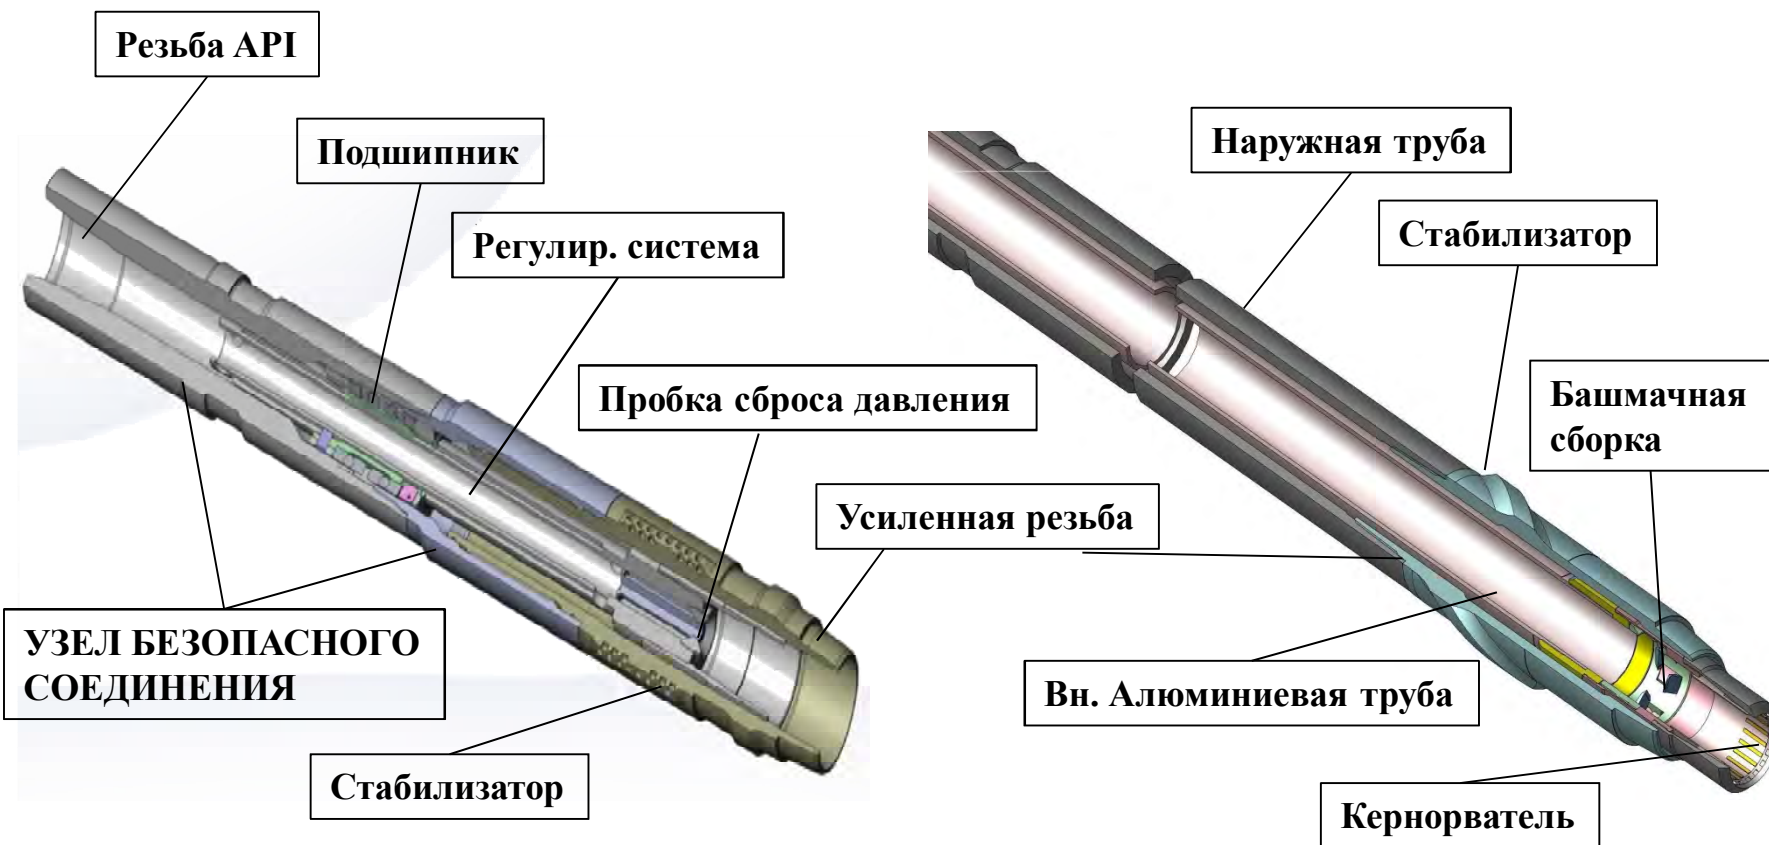 Резьба API
Подшипник
Регулир. система
Пробка сброса давления
Усиленная резьба
УЗЕЛ БЕЗОПАСНОГО
СОЕДИНЕНИЯ
Стабилизатор
Наружная труба
Стабилизатор
Башмачная
сборка
Вн. Алюминиевая труба
Кернорватель